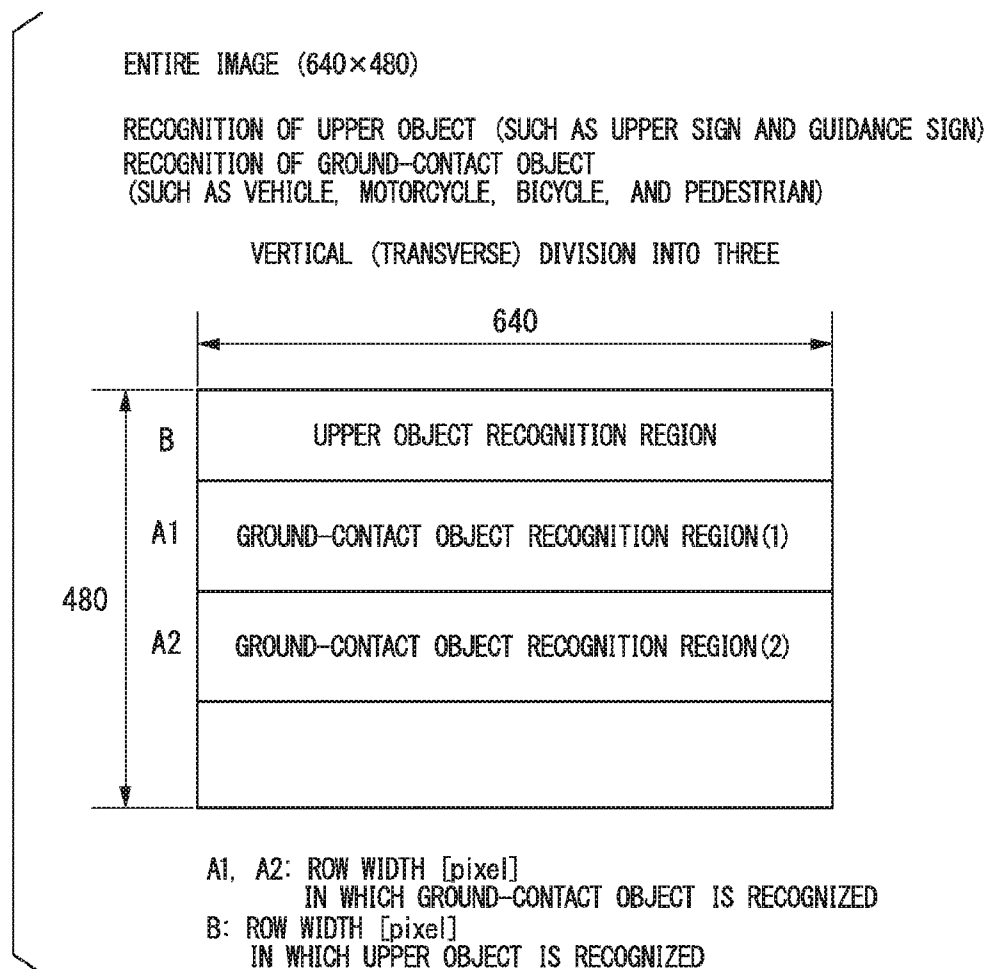 ENTIRE IMAGE (640×480)
RECOGNITION OF UPPER OBJECT (SUCH AS UPPER SIGN AND GUIDANCE SIGN)
RECOGNITION OF GROUND-CONTACT OBJECT
(SUCH AS VEHICLE, MOTORCYCLE, BICYCLE, AND PEDESTRIAN)
VERTICAL (TRANSVERSE) DIVISION INTO THREE
640
B UPPER OBJECT RECOGNITION REGION
A1 GROUND-CONTACT OBJECT RECOGNITION REGION(1)
480
A2 GROUND-CONTACT OBJECT RECOGNITION REGION(2)
A1, A2: ROW WIDTH [pixel]
IN WHICH GROUND-CONTACT OBJECT IS RECOGNIZED
B: ROW WIDTH [pixel]
IN WHICH UPPER OBJECT IS RECOGNIZED